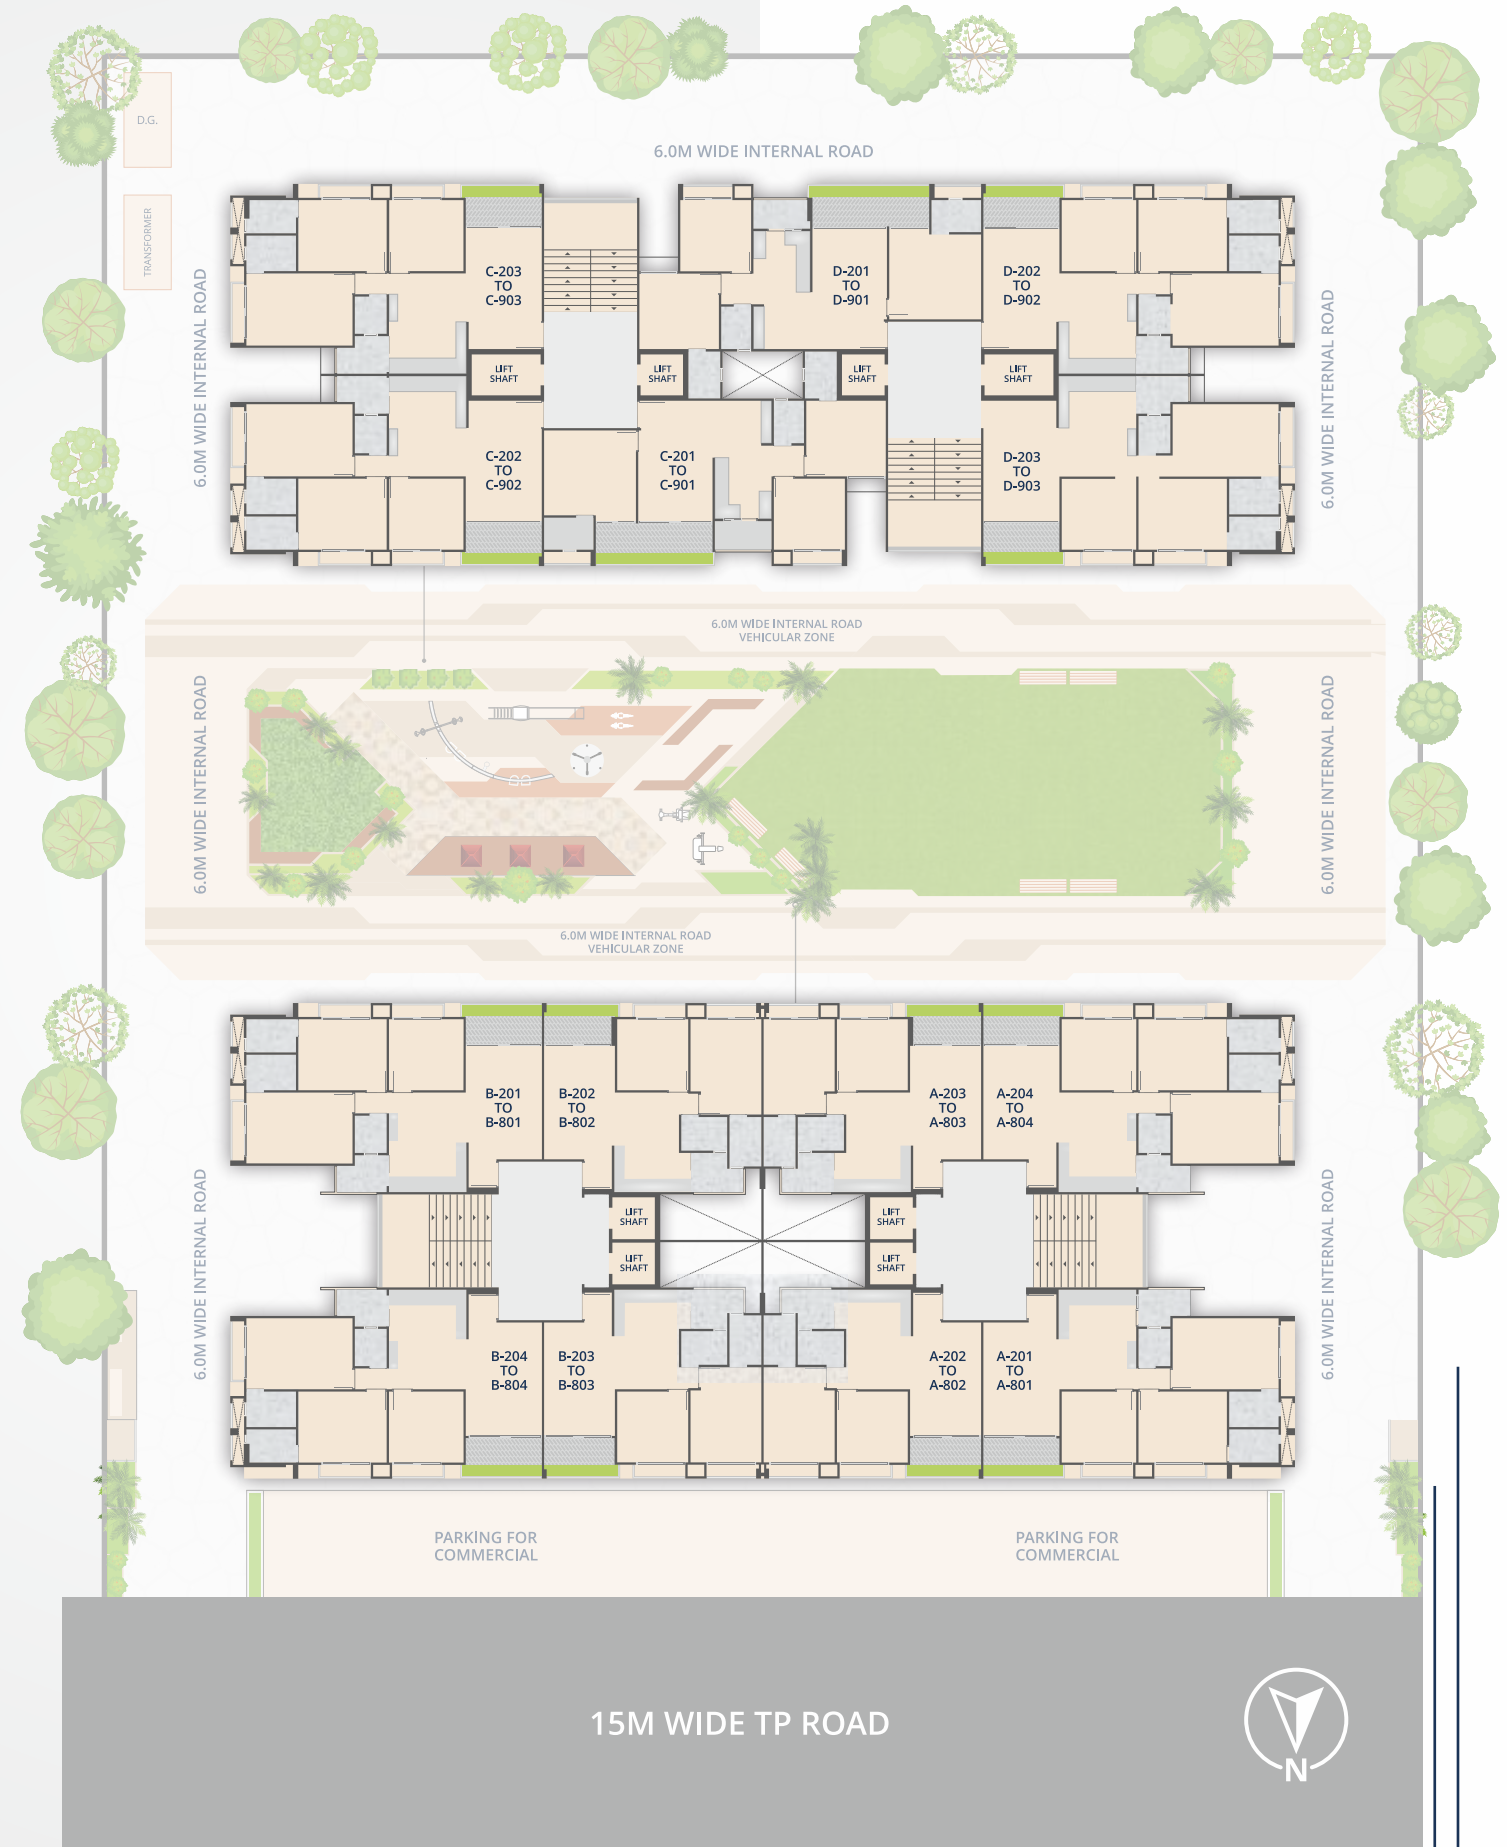 D.G.
TRANSFORMER
6.0M WIDE INTERNAL ROAD
6.0M WIDE INTERNAL ROAD
6.0M WIDE INTERNAL ROAD
C-203
TO
C-903
D-201
TO
D-901
D-202
TO
D-902
LIFT
SHAFT
LIFT
SHAFT
LIFT
SHAFT
LIFT
SHAFT
C-202
TO
C-902
C-201
TO
C-901
D-203
TO
D-903
6.0M WIDE INTERNAL ROAD
VEHICULAR ZONE
6.0M WIDE INTERNAL ROAD
6.0M WIDE INTERNAL ROAD
6.0M WIDE INTERNAL ROAD
VEHICULAR ZONE
B-201
TO
B-801
B-202
TO
B-802
A-203
TO
A-803
A-204
TO
A-804
6.0M WIDE INTERNAL ROAD
6.0M WIDE INTERNAL ROAD
LIFT
SHAFT
LIFT
SHAFT
LIFT
SHAFT
LIFT
SHAFT
B-204
TO
B-804
B-203
TO
B-803
A-202
TO
A-802
A-201
TO
A-801
PARKING FOR
COMMERCIAL
PARKING FOR
COMMERCIAL
15M WIDE TP ROAD
N